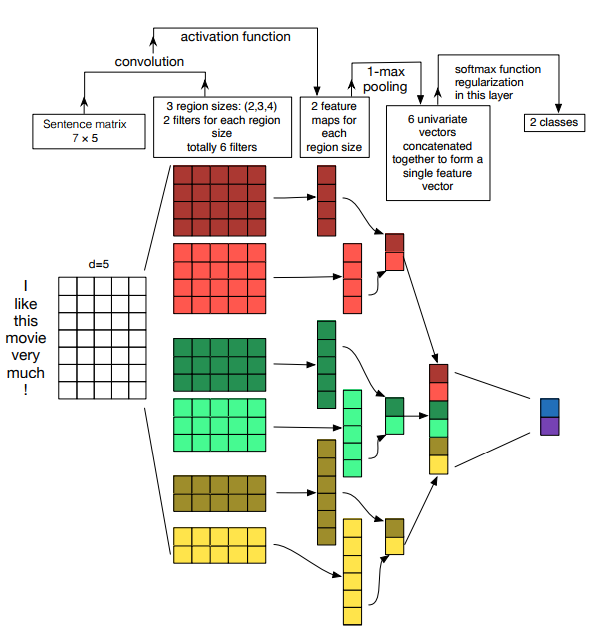 activation function
convolution
1-max
pooling
softmax function
regularization
in this layer
Sentence matrix
7 × 5
3 region sizes: (2,3,4)
2 filters for each region
size
totally 6 filters
2 feature
maps for
each
region size
6 univariate
vectors
concatenated
together to form a
single feature
vector
2 classes
d=5
I
like
this
movie
very
much
!